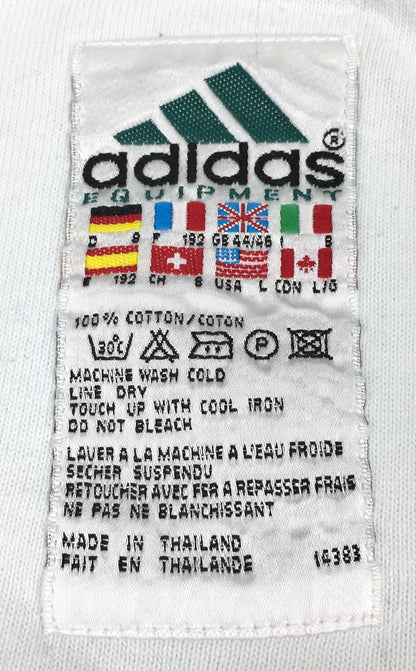 adidas®
EQUIPMENT
D 8 F 192 GB 44/46 I 8
E 192 CH 8 USA L CDN L/G
100% COTTON/COTON
30°C P
MACHINE WASH COLD
LINE DRY
TOUCH UP WITH COOL IRON
DO NOT BLEACH
LAVER A LA MACHINE A L'EAU FROIDE
SECHER SUSPENDU
RETOUCHER AVEC FER A REPASSER FRAIS
NE PAS NE BLANCHISSANT
MADE IN THAILAND
FAIT EN THAILANDE 14383